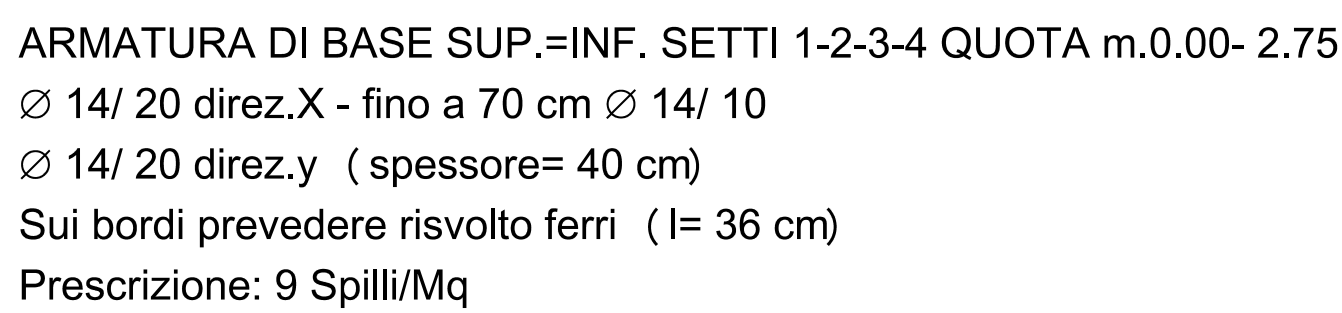 ARMATURA DI BASE SUP.=INF. SETTI 1-2-3-4 QUOTA m.0.00- 2.75
∅ 14/ 20 direz.X - fino a 70 cm ∅ 14/ 10
∅ 14/ 20 direz.y ( spessore= 40 cm)
Sui bordi prevedere risvolto ferri ( l= 36 cm)
Prescrizione: 9 Spilli/Mq